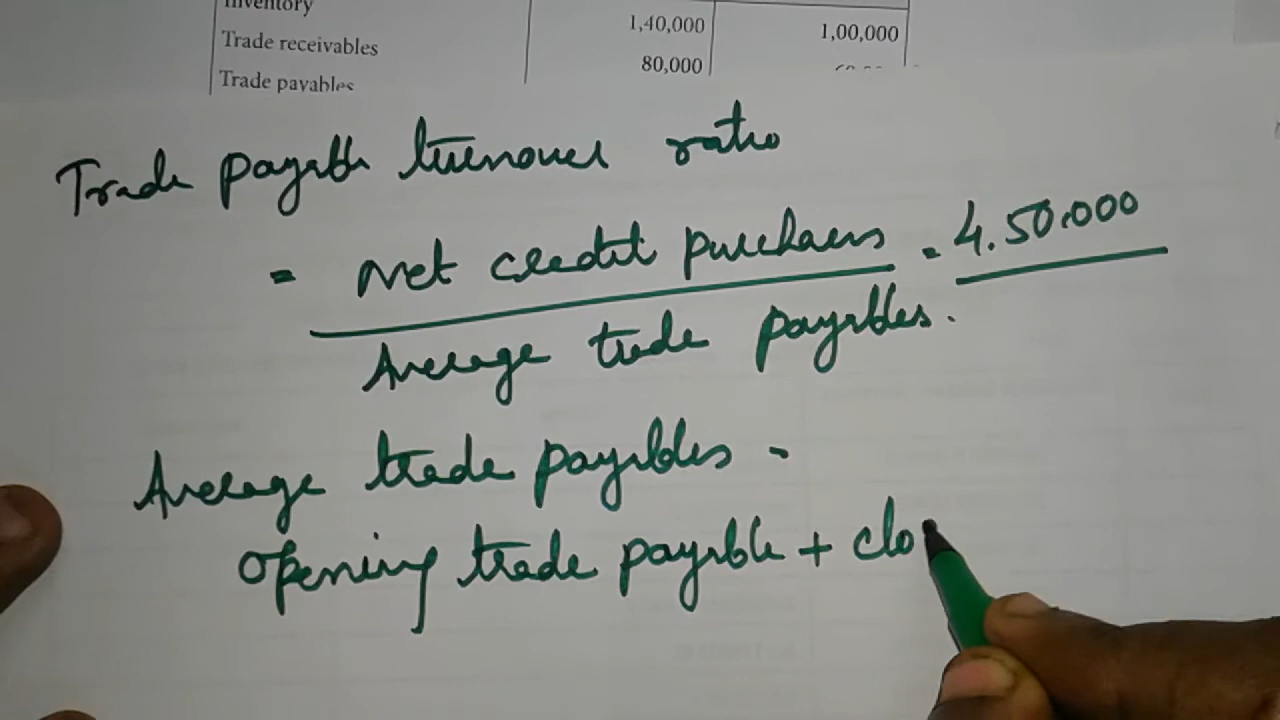 Inventory
1,40,000 1,00,000
Trade receivables
80,000
Trade payables
Trade payable turnover ratio
= Net credit purchases = 4,50,000
Average trade payables.
Average trade payables =
Opening trade payable + clo